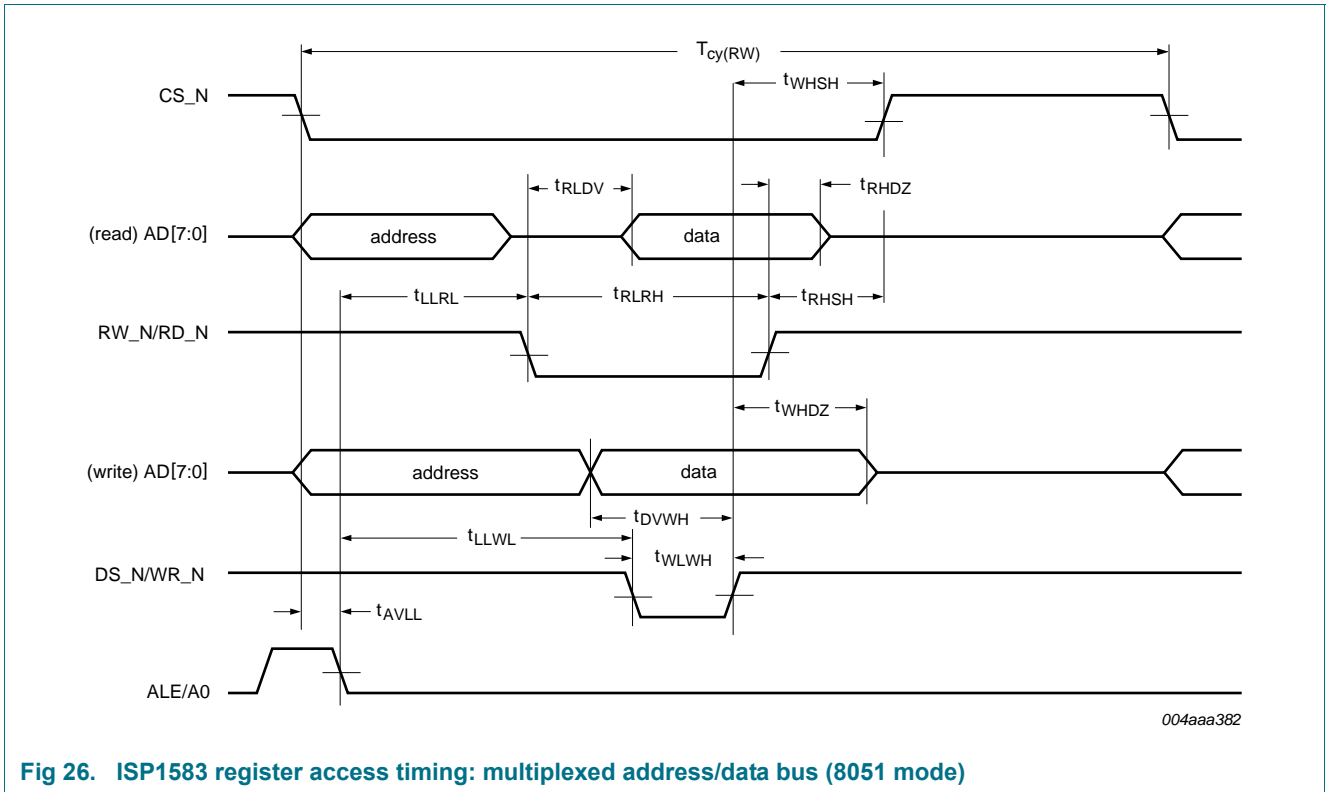 Tcy(RW)
tWHSH
CS_N
tRLDV
tRHDZ
(read) AD[7:0]
address
data
tLLRL
tRLRH
tRHSH
RW_N/RD_N
tWHDZ
(write) AD[7:0]
address
data
tDVWH
tLLWL
tWLWH
DS_N/WR_N
tAVLL
ALE/A0
004aaa382
Fig 26. ISP1583 register access timing: multiplexed address/data bus (8051 mode)